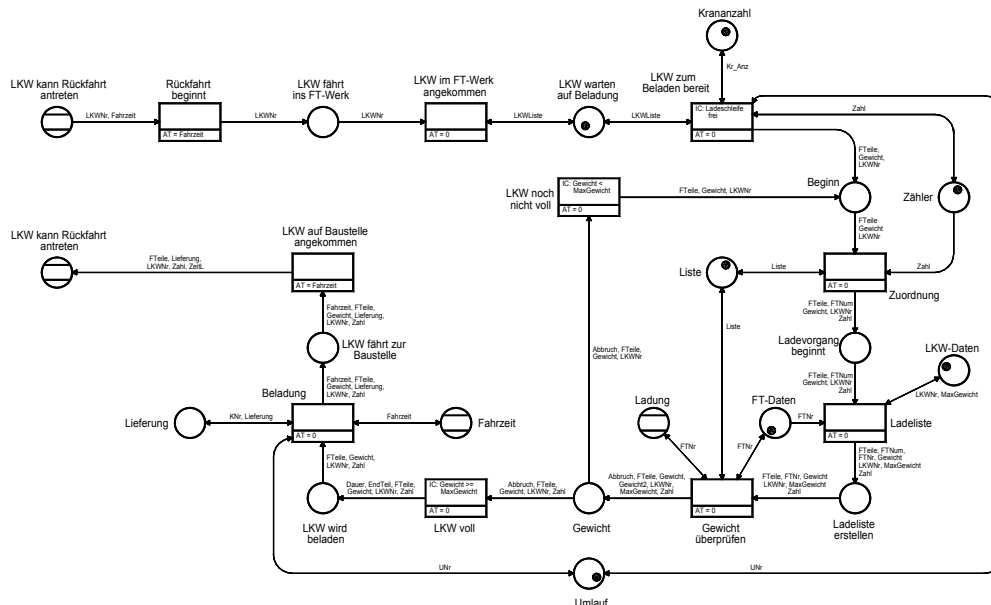 Krananzahl
Kr_Anz
LKW kann Rückfahrt
antreten
LKWNr, Fahrzeit
Rückfahrt
beginnt
AT = Fahrzeit
LKWNr
LKW fährt
ins FT-Werk
LKWNr
LKW im FT-Werk
angekommen
AT = 0
LKWListe
LKW warten
auf Beladung
LKWListe
LKW zum
Beladen bereit
IC: Ladeschleife
frei
AT = 0
Zahl
FTeile,
Gewicht,
LKWNr
LKW noch
nicht voll
IC: Gewicht <
MaxGewicht
AT = 0
FTeile, Gewicht, LKWNr
Beginn
Zähler
FTeile
Gewicht
LKWNr
LKW kann Rückfahrt
antreten
FTeile, Lieferung,
LKWNr, Zahl, ZeitL
LKW auf Baustelle
angekommen
AT = Fahrzeit
Liste
Liste
AT = 0
Zahl
Zuordnung
Fahrzeit, FTeile,
Gewicht, Lieferung,
LKWNr, Zahl
FTeile, FTNum
Gewicht, LKWNr
Zahl
Liste
LKW fährt zur
Baustelle
Abbruch, FTeile,
Gewicht, LKWNr
Ladevorgang
beginnt
LKW-Daten
Fahrzeit, FTeile,
Gewicht, Lieferung,
LKWNr, Zahl
FTeile, FTNum
Gewicht, LKWNr
Zahl
LKWNr, MaxGewicht
Beladung
Lieferung
KNr, Lieferung
AT = 0
Fahrzeit
Fahrzeit
Ladung
FTNr
FT-Daten
FTNr
FTNr
AT = 0
Ladeliste
FTeile, Gewicht,
LKWNr, Zahl
FTeile, FTNum,
FTNr, Gewicht
LKWNr, MaxGewicht
Zahl
Dauer, EndTeil, FTeile,
Gewicht, LKWNr, Zahl
IC: Gewicht >=
MaxGewicht
AT = 0
Abbruch, FTeile,
Gewicht, LKWNr, Zahl
Abbruch, FTeile, Gewicht,
Gewicht2, LKWNr,
MaxGewicht, Zahl
AT = 0
FTeile, FTNr, Gewicht
LKWNr, MaxGewicht
Zahl
LKW wird
beladen
LKW voll
Gewicht
Gewicht
überprüfen
Ladeliste
erstellen
UNr
UNr
Umlauf